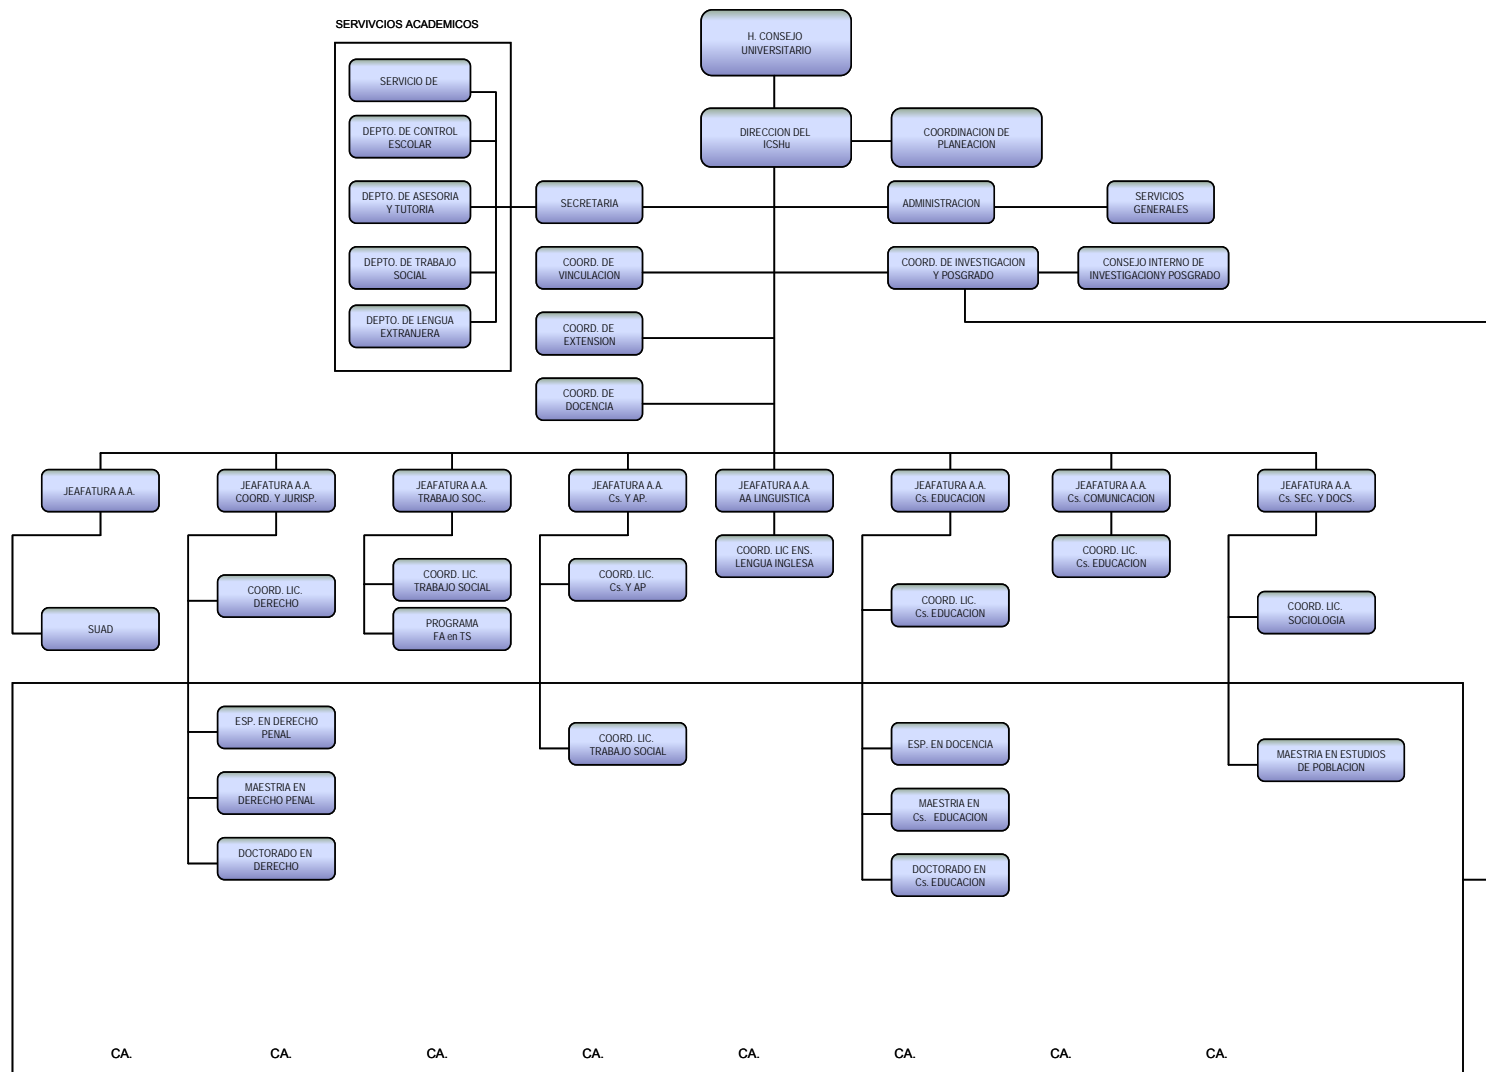 SERVIVCIOS ACADEMICOS
H. CONSEJO
UNIVERSITARIO
SERVICIO DE
DEPTO. DE CONTROL
ESCOLAR
DIRECCION DEL
ICSHu
COORDINACION DE
PLANEACION
DEPTO. DE ASESORIA
Y TUTORIA
SECRETARIA
ADMINISTRACION
SERVICIOS
GENERALES
DEPTO. DE TRABAJO
SOCIAL
COORD. DE
VINCULACION
COORD. DE INVESTIGACION
Y POSGRADO
CONSEJO INTERNO DE
INVESTIGACIONY POSGRADO
DEPTO. DE LENGUA
EXTRANJERA
COORD. DE
EXTENSION
COORD. DE
DOCENCIA
JEAFATURA A.A.
JEAFATURA A.A.
COORD. Y JURISP.
JEAFATURA A.A.
TRABAJO SOC..
JEAFATURA A.A.
Cs. Y AP.
JEAFATURA A.A.
AA LINGUISTICA
JEAFATURA A.A.
Cs. EDUCACION
JEAFATURA A.A.
Cs. COMUNICACION
JEAFATURA A.A.
Cs. SEC. Y DOCS.
SUAD
COORD. LIC.
DERECHO
COORD. LIC.
TRABAJO SOCIAL
PROGRAMA
FA en TS
COORD. LIC.
Cs. Y AP
COORD. LIC ENS.
LENGUA INGLESA
COORD. LIC.
Cs. EDUCACION
COORD. LIC.
Cs. EDUCACION
COORD. LIC.
SOCIOLOGIA
ESP. EN DERECHO
PENAL
MAESTRIA EN
DERECHO PENAL
DOCTORADO EN
DERECHO
COORD. LIC.
TRABAJO SOCIAL
ESP. EN DOCENCIA
MAESTRIA EN
Cs. EDUCACION
DOCTORADO EN
Cs. EDUCACION
MAESTRIA EN ESTUDIOS
DE POBLACION
CA. CA. CA. CA. CA. CA. CA. CA.